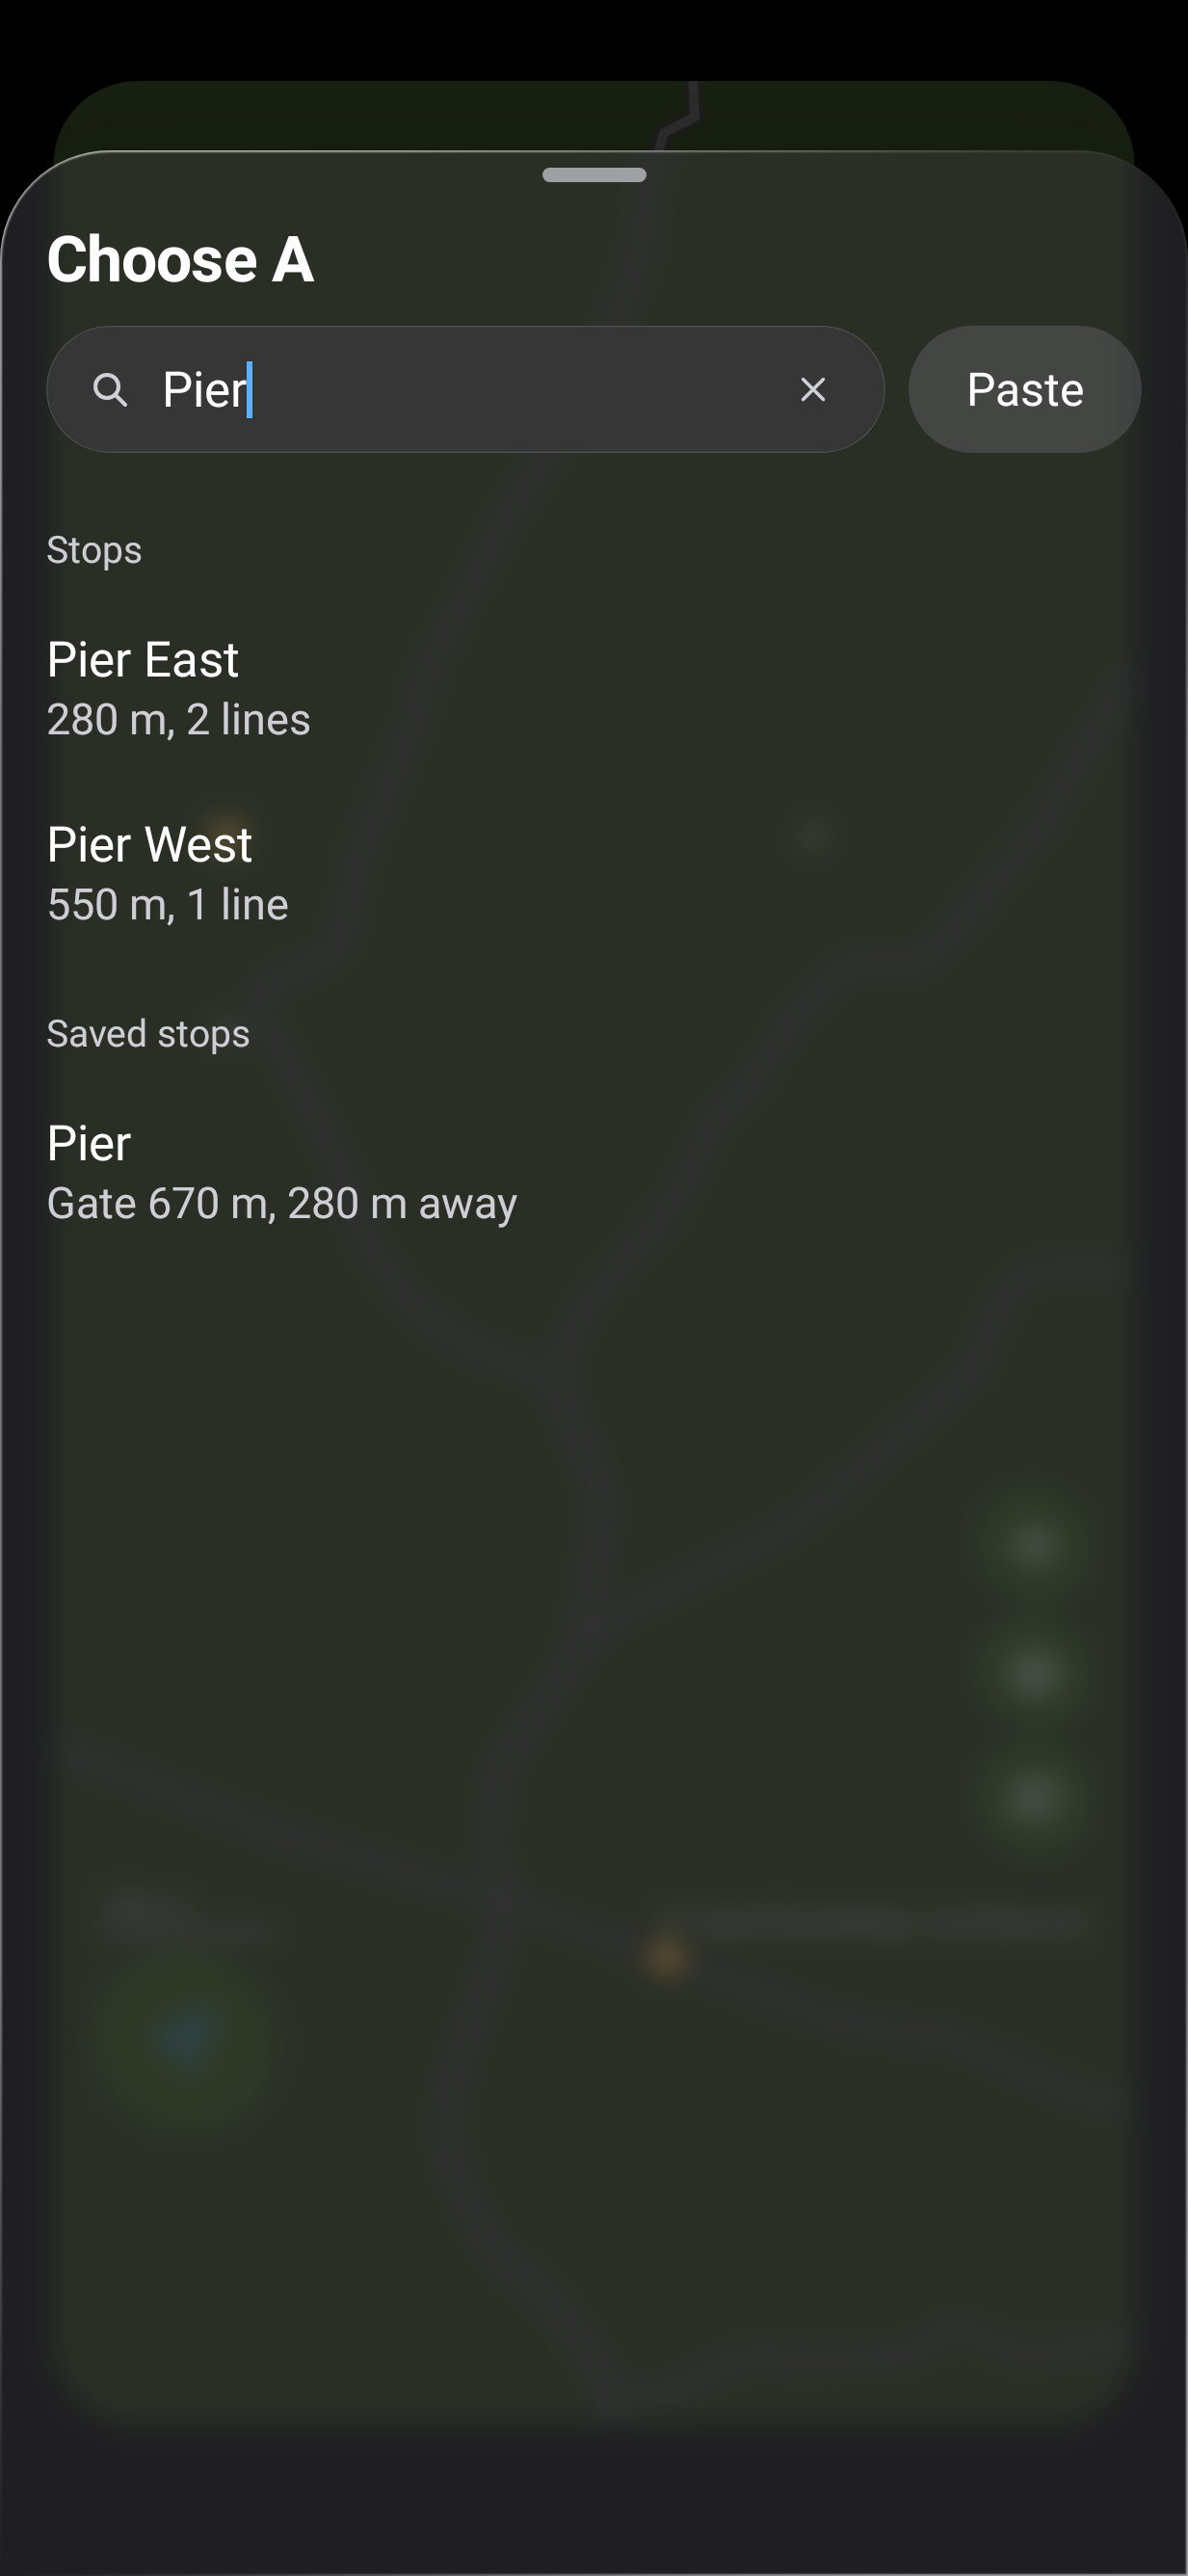 Choose A
Pier
Paste
Stops
Pier East
280 m, 2 lines
Pier West
550 m, 1 line
Saved stops
Pier
Gate 670 m, 280 m away